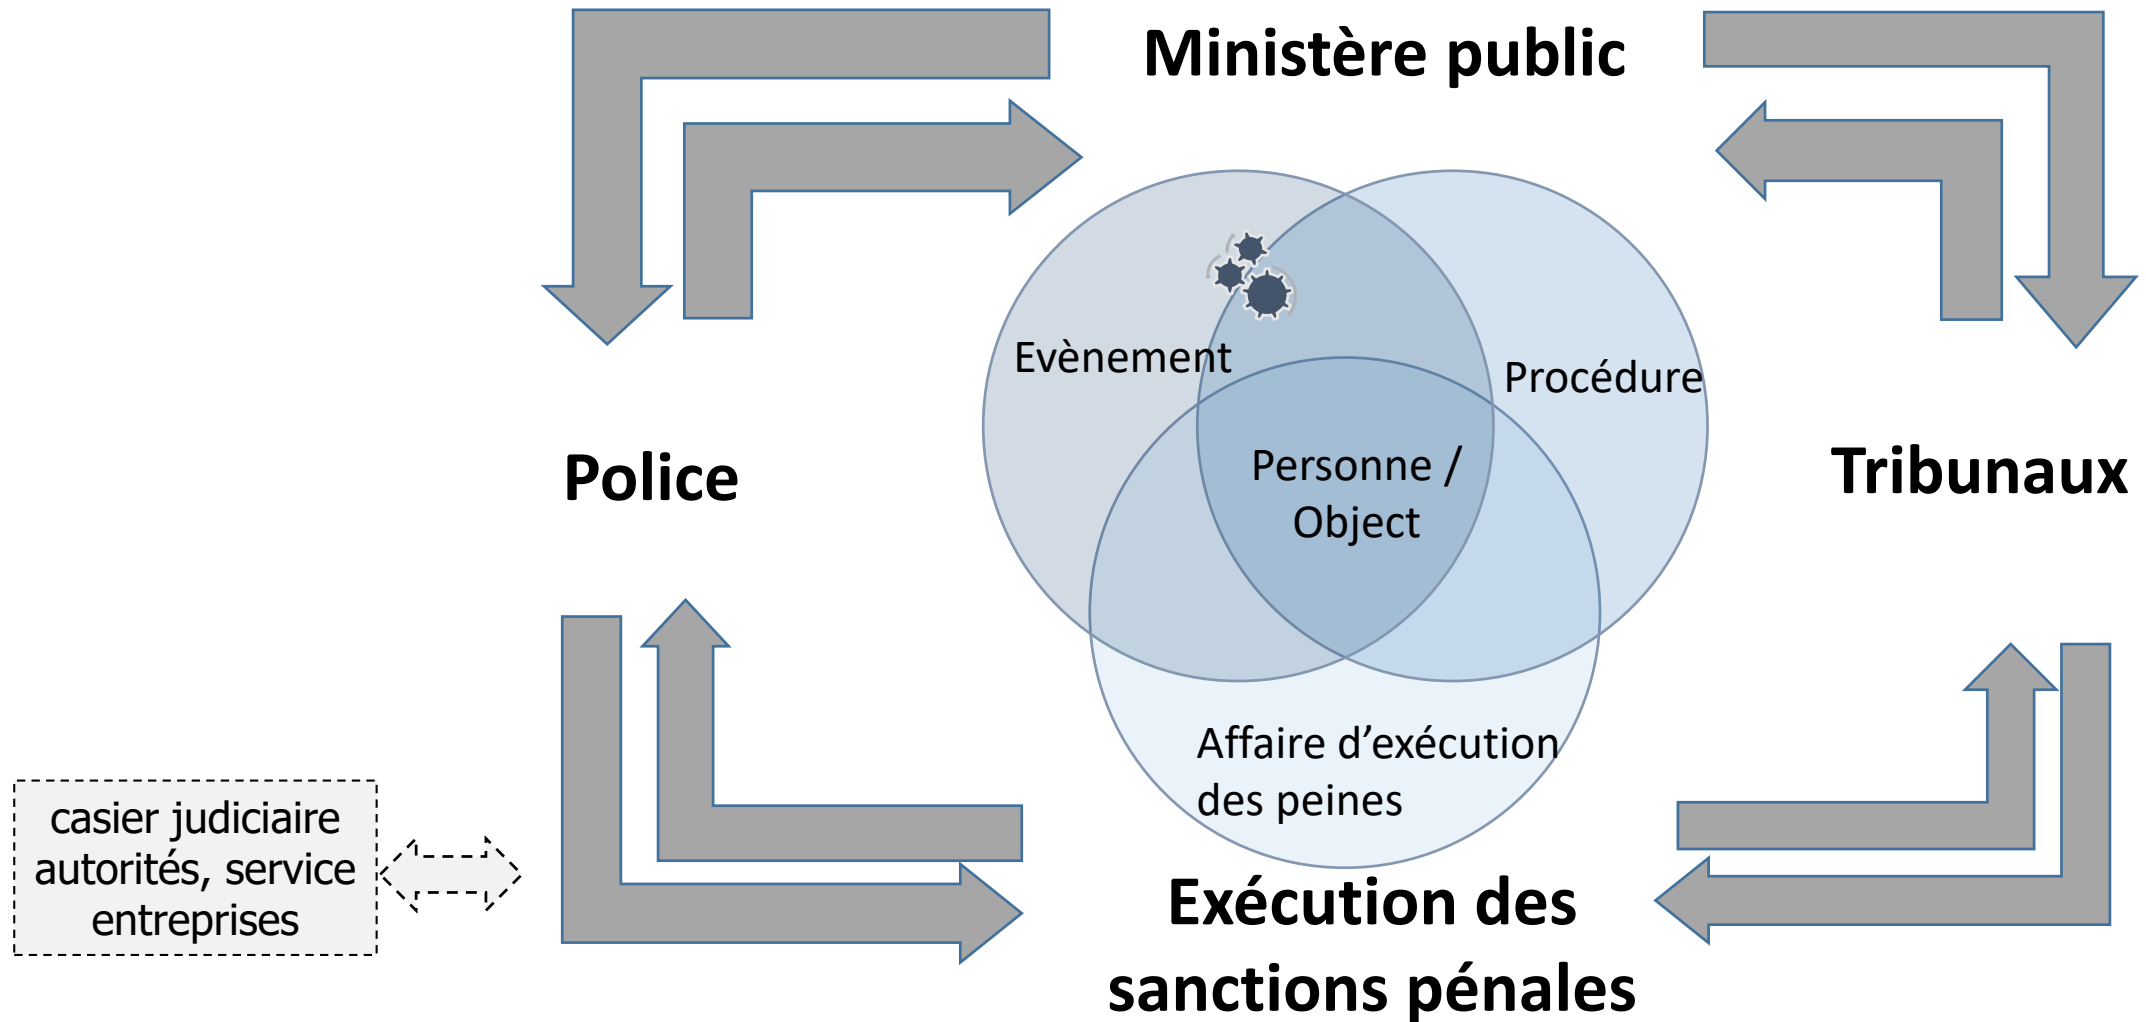 Ministère public
Evènement
Procédure
Personne /
Object
Police
Tribunaux
Affaire d’exécution
des peines
casier judiciaire
autorités, service
entreprises
Exécution des
sanctions pénales